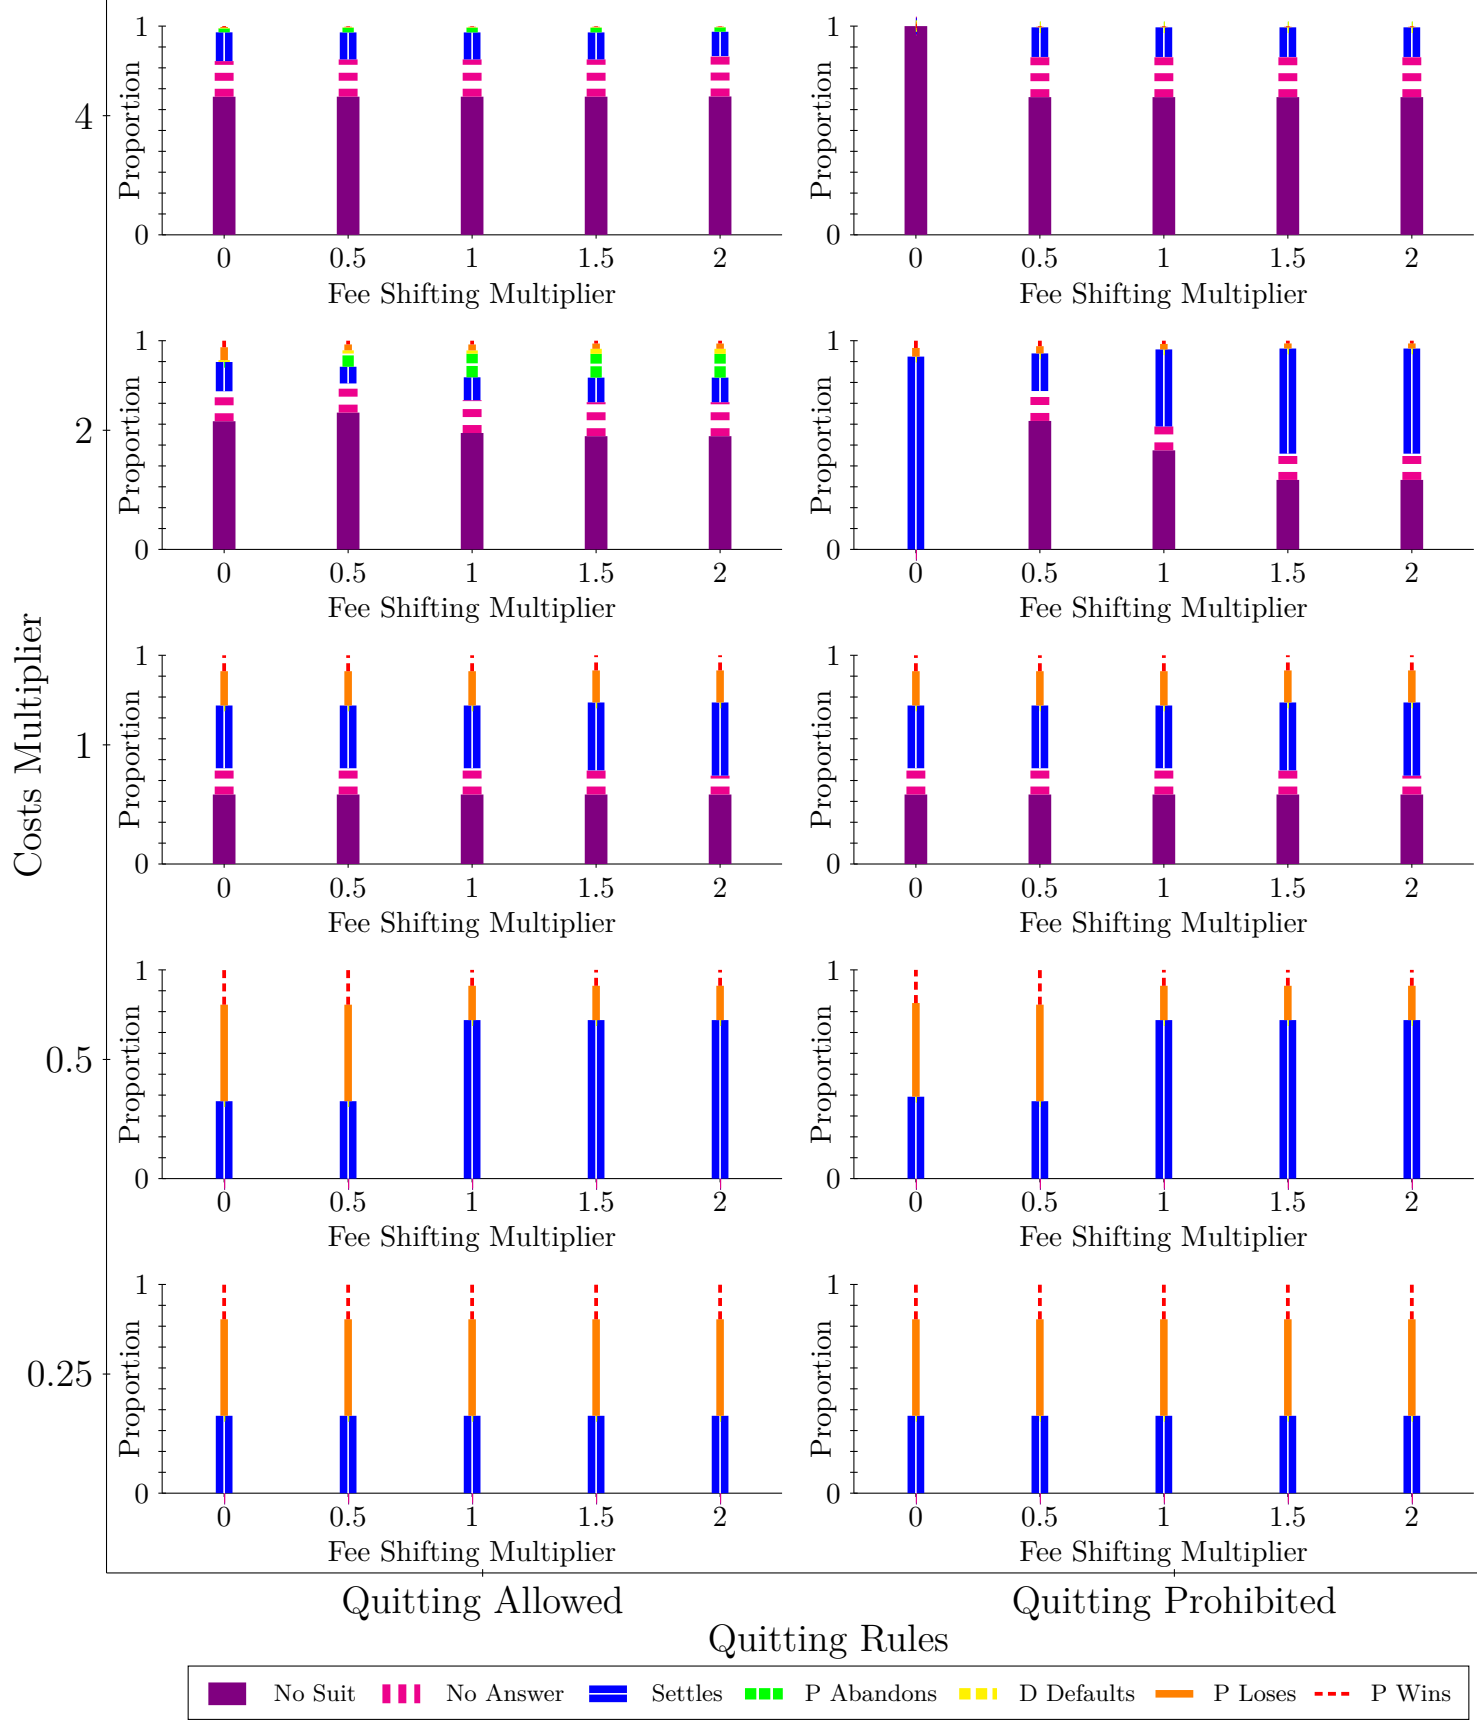 Costs Multiplier
4
Proportion
1
0
0 0.5 1 1.5 2
Fee Shifting Multiplier
Proportion
1
0
0 0.5 1 1.5 2
Fee Shifting Multiplier
2
Proportion
1
0
0 0.5 1 1.5 2
Fee Shifting Multiplier
Proportion
1
0
0 0.5 1 1.5 2
Fee Shifting Multiplier
1
Proportion
1
0
0 0.5 1 1.5 2
Fee Shifting Multiplier
Proportion
1
0
0 0.5 1 1.5 2
Fee Shifting Multiplier
0.5
Proportion
1
0
0 0.5 1 1.5 2
Fee Shifting Multiplier
Proportion
1
0
0 0.5 1 1.5 2
Fee Shifting Multiplier
0.25
Proportion
1
0
0 0.5 1 1.5 2
Fee Shifting Multiplier
Proportion
1
0
0 0.5 1 1.5 2
Fee Shifting Multiplier
Quitting Allowed Quitting Prohibited
Quitting Rules
No Suit No Answer Settles P Abandons D Defaults P Loses P Wins